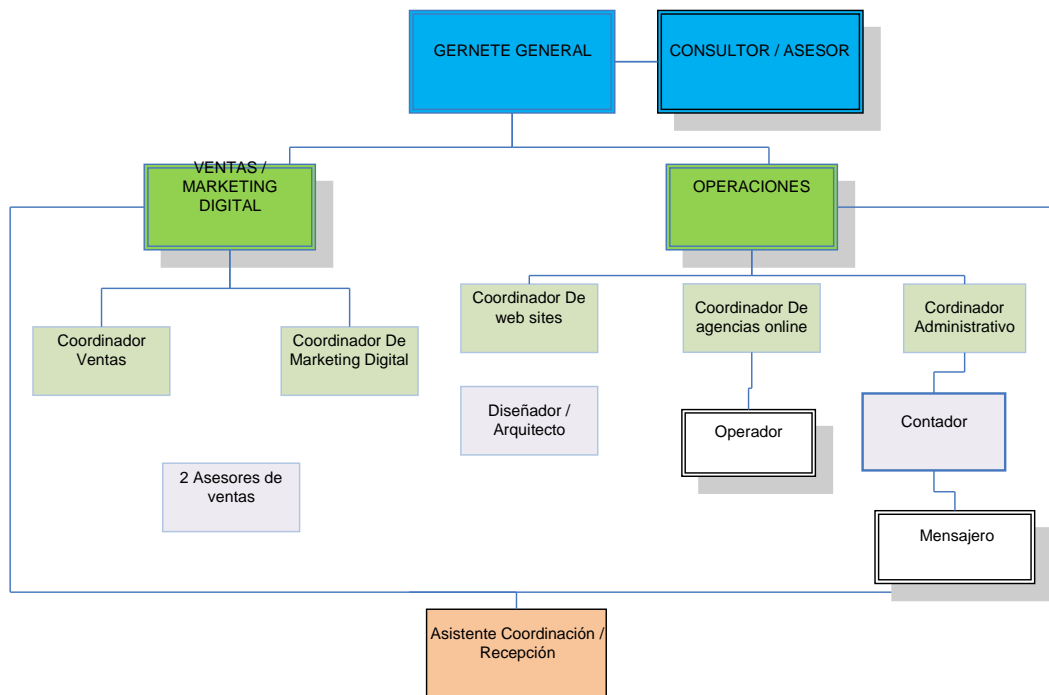 GERNETE GENERAL
CONSULTOR / ASESOR
VENTAS /
MARKETING
DIGITAL
OPERACIONES
Coordinador
Ventas
Coordinador De
Marketing Digital
Coordinador De
web sites
Coordinador De
agencias online
Cordinador
Administrativo
Diseñador /
Arquitecto
Operador
Contador
2 Asesores de
ventas
Mensajero
Asistente Coordinación /
Recepción